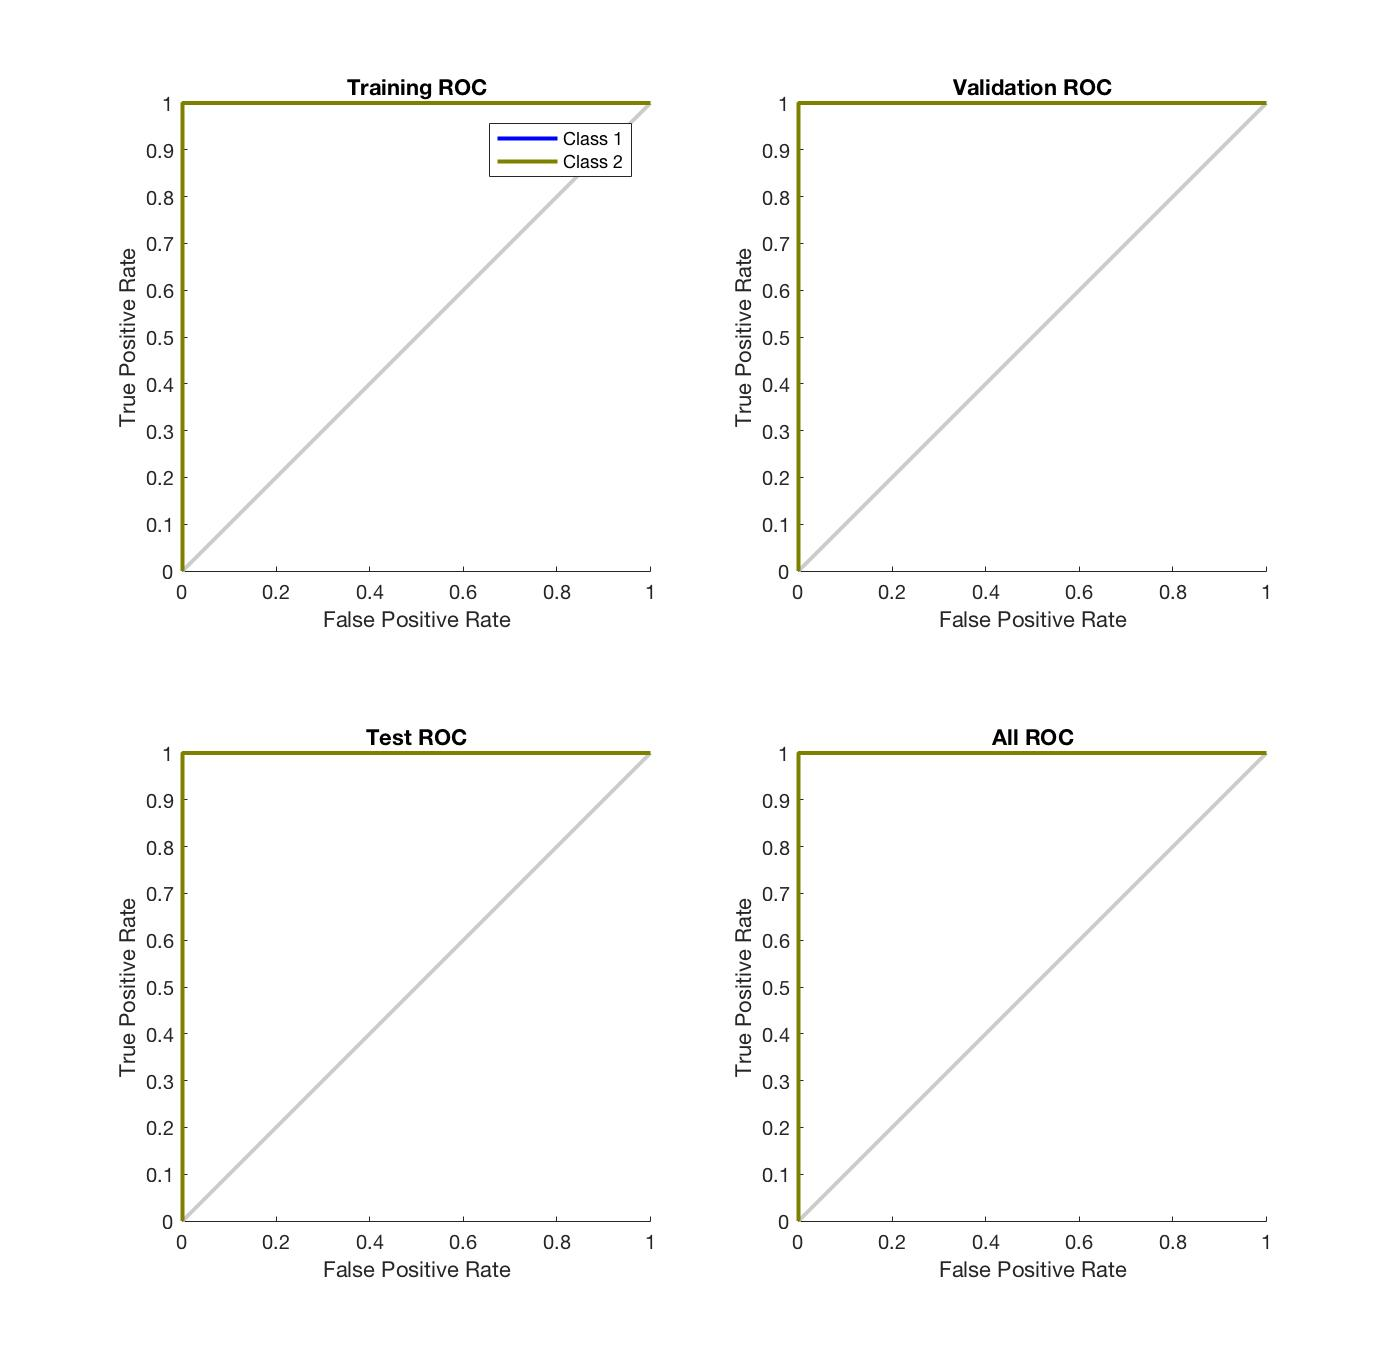 Training ROC
1
0.9
0.8
0.7
0.6
0.5
0.4
0.3
0.2
0.1
0
True Positive Rate
Class 1
Class 2
0 0.2 0.4 0.6 0.8 1
False Positive Rate
Validation ROC
1
0.9
0.8
0.7
0.6
0.5
0.4
0.3
0.2
0.1
0
True Positive Rate
0 0.2 0.4 0.6 0.8 1
False Positive Rate
Test ROC
1
0.9
0.8
0.7
0.6
0.5
0.4
0.3
0.2
0.1
0
True Positive Rate
0 0.2 0.4 0.6 0.8 1
False Positive Rate
All ROC
1
0.9
0.8
0.7
0.6
0.5
0.4
0.3
0.2
0.1
0
True Positive Rate
0 0.2 0.4 0.6 0.8 1
False Positive Rate